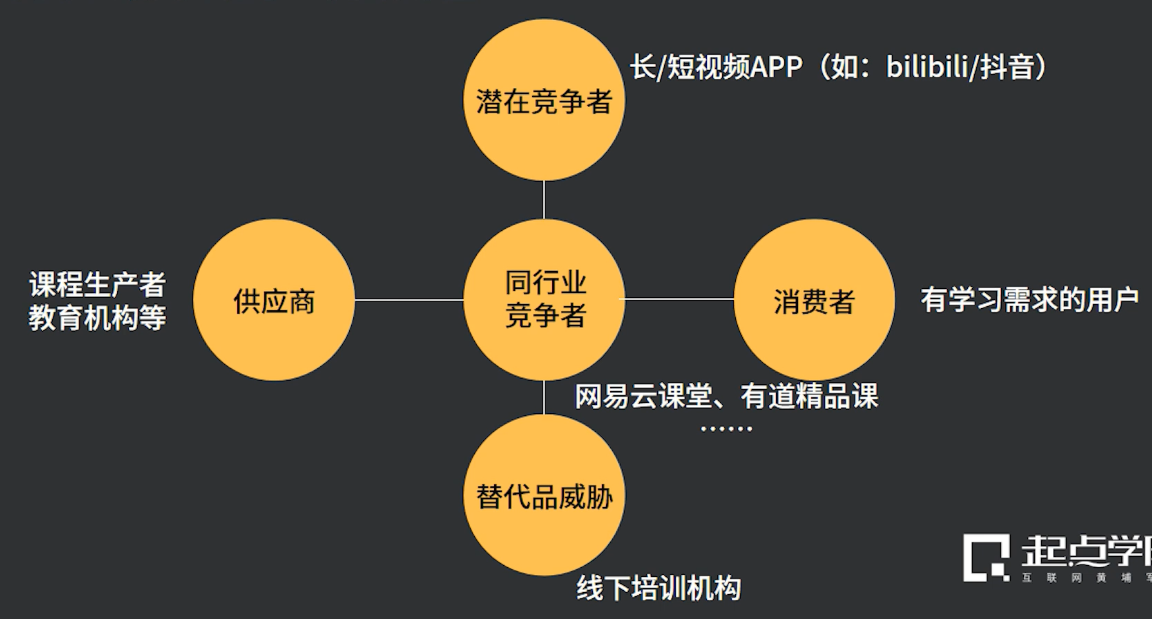 长/短视频APP（如：bilibili/抖音）
潜在竞争者
课程生产者
教育机构等
供应商
同行业
竞争者
消费者
有学习需求的用户
网易云课堂、有道精品课
……
替代品威胁
线下培训机构
起点学院
互联网黄埔军